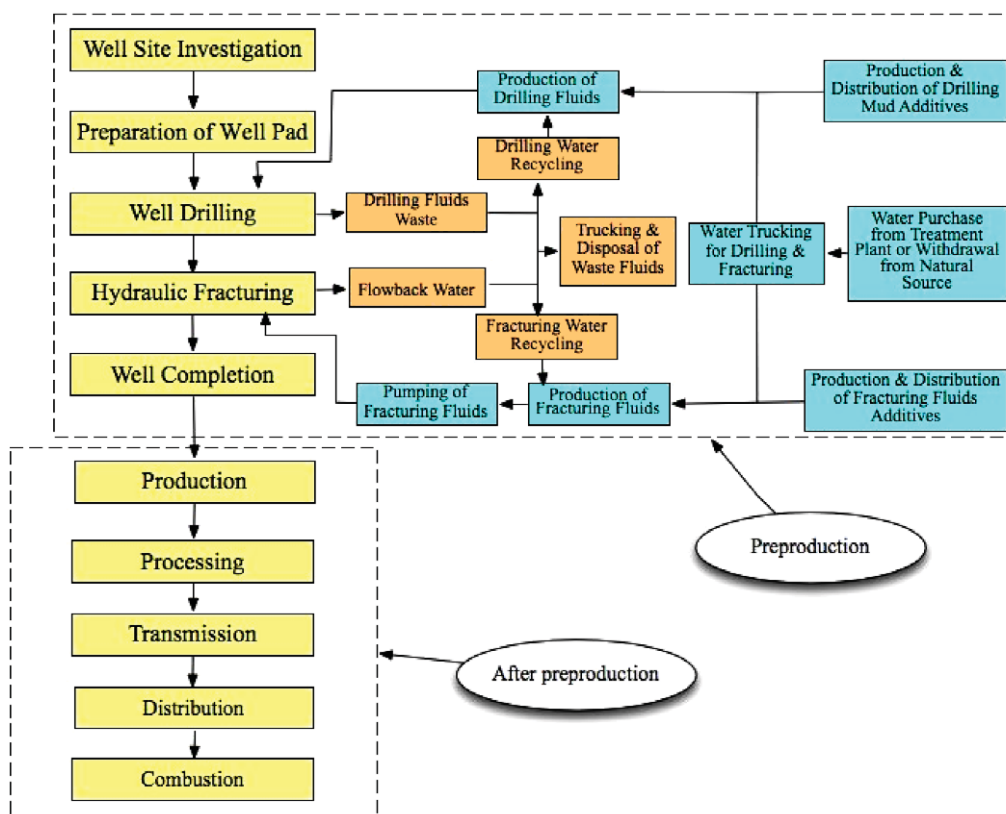 Well Site Investigation
Preparation of Well Pad
Well Drilling
Hydraulic Fracturing
Well Completion
Production of
Drilling Fluids
Production &
Distribution of Drilling
Mud Additives
Drilling Water
Recycling
Drilling Fluids
Waste
Trucking &
Disposal of
Waste Fluids
Water Trucking
for Drilling &
Fracturing
Water Purchase
from Treatment
Plant or Withdrawal
from Natural
Source
Flowback Water
Fracturing Water
Recycling
Pumping of
Fracturing Fluids
Production of
Fracturing Fluids
Production & Distribution
of Fracturing Fluids
Additives
Production
Processing
Transmission
Distribution
Combustion
Preproduction
After preproduction